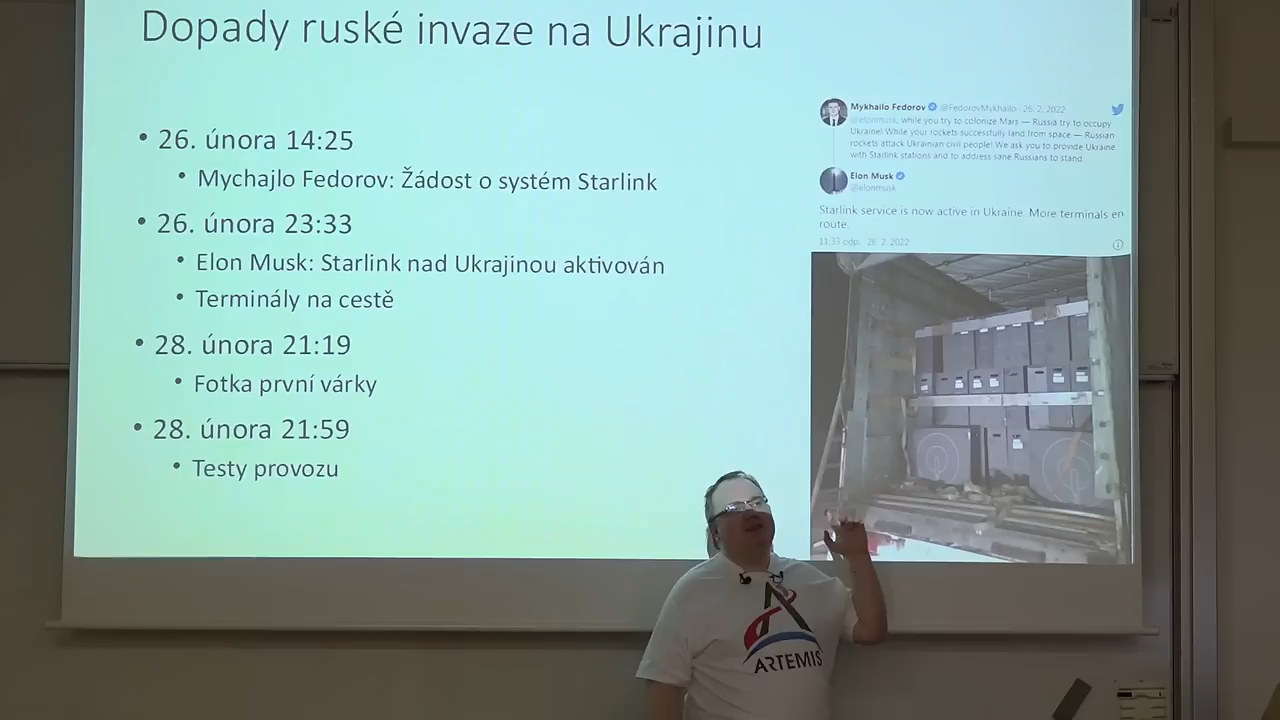 Dopady ruské invaze na Ukrajinu
• 26. února 14:25
• Mychajlo Fedorov: Žádost o systém Starlink
• 26. února 23:33
• Elon Musk: Starlink nad Ukrajinou aktivován
• Terminály na cestě
• 28. února 21:19
• Fotka první várky
• 28. února 21:59
• Testy provozu
Mykhailo Fedorov @FedorovMykhailo · 26. 2. 2022
@elonmusk, while you try to colonize Mars — Russia try to occupy
Ukraine! While your rockets successfully land from space — Russian
rockets attack Ukrainian civil people! We ask you to provide Ukraine
with Starlink stations and to address sane Russians to stand.
Elon Musk
@elonmusk
Starlink service is now active in Ukraine. More terminals en
route.
11:33 odp. · 26. 2. 2022
ARTEMIS